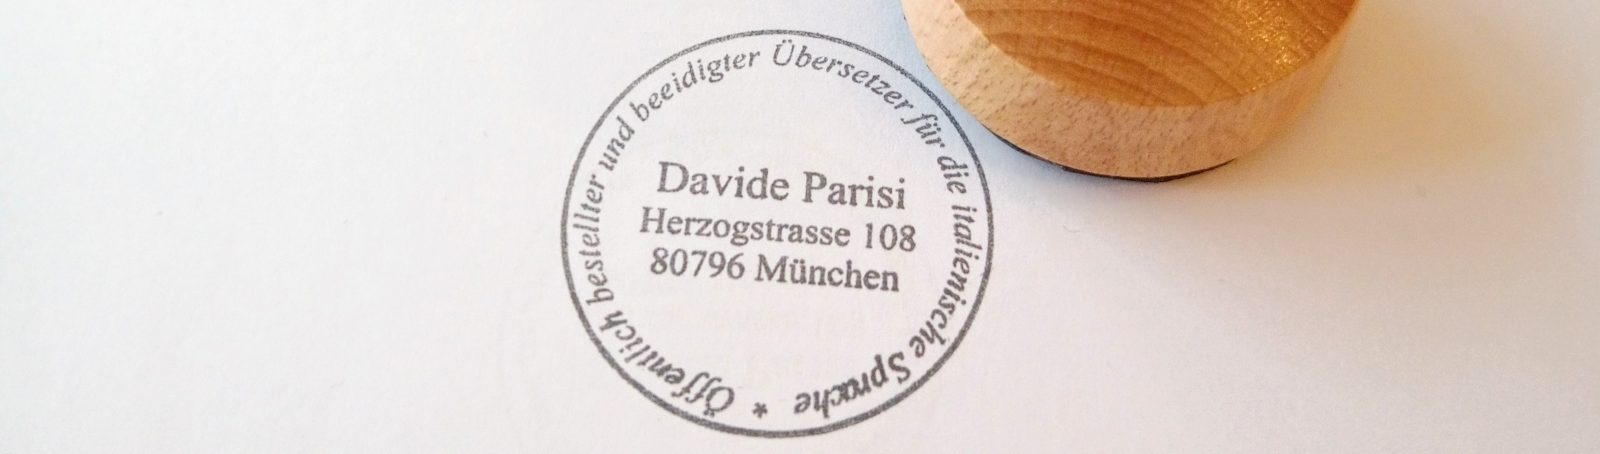 Öffentlich bestellter und beeidigter Übersetzer für die italienische Sprache *
Davide Parisi
Herzogstrasse 108
80796 München